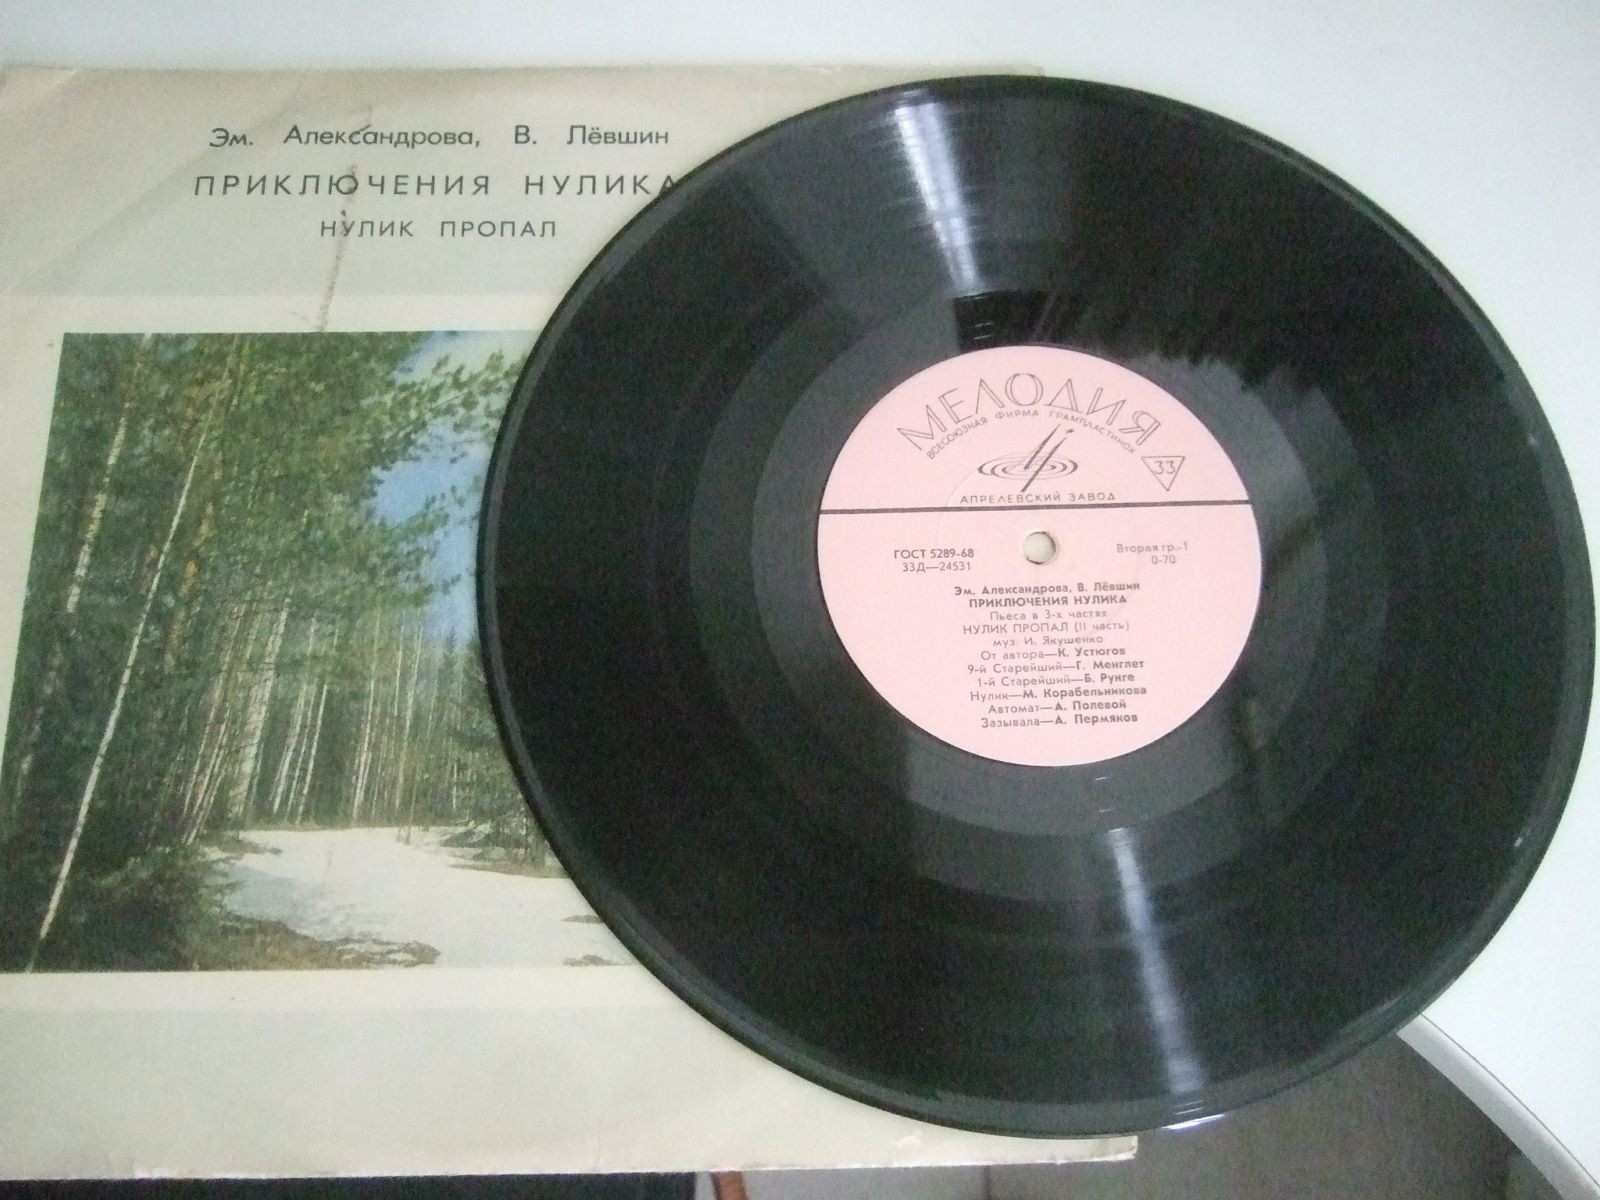 Эм. Александрова, В. Лёвшин
ПРИКЛЮЧЕНИЯ НУЛИКА
НУЛИК ПРОПАЛ
МЕЛОДИЯ
ВСЕСОЮЗНАЯ ФИРМА ГРАМПЛАСТИНОК
33
АПРЕЛЕВСКИЙ ЗАВОД
ГОСТ 5289-68
33Д—24531
Вторая гр.-1
0-70
Эм. Александрова, В. Лёвшин
ПРИКЛЮЧЕНИЯ НУЛИКА
Пьеса в 3-х частях
НУЛИК ПРОПАЛ (II часть)
муз. И. Якушенко
От автора—К. Устюгов
9-й Старейший—Г. Менглет
1-й Старейший—Б. Рунге
Нулик—М. Корабельникова
Автомат—А. Полевой
Зазывала—А. Пермяков